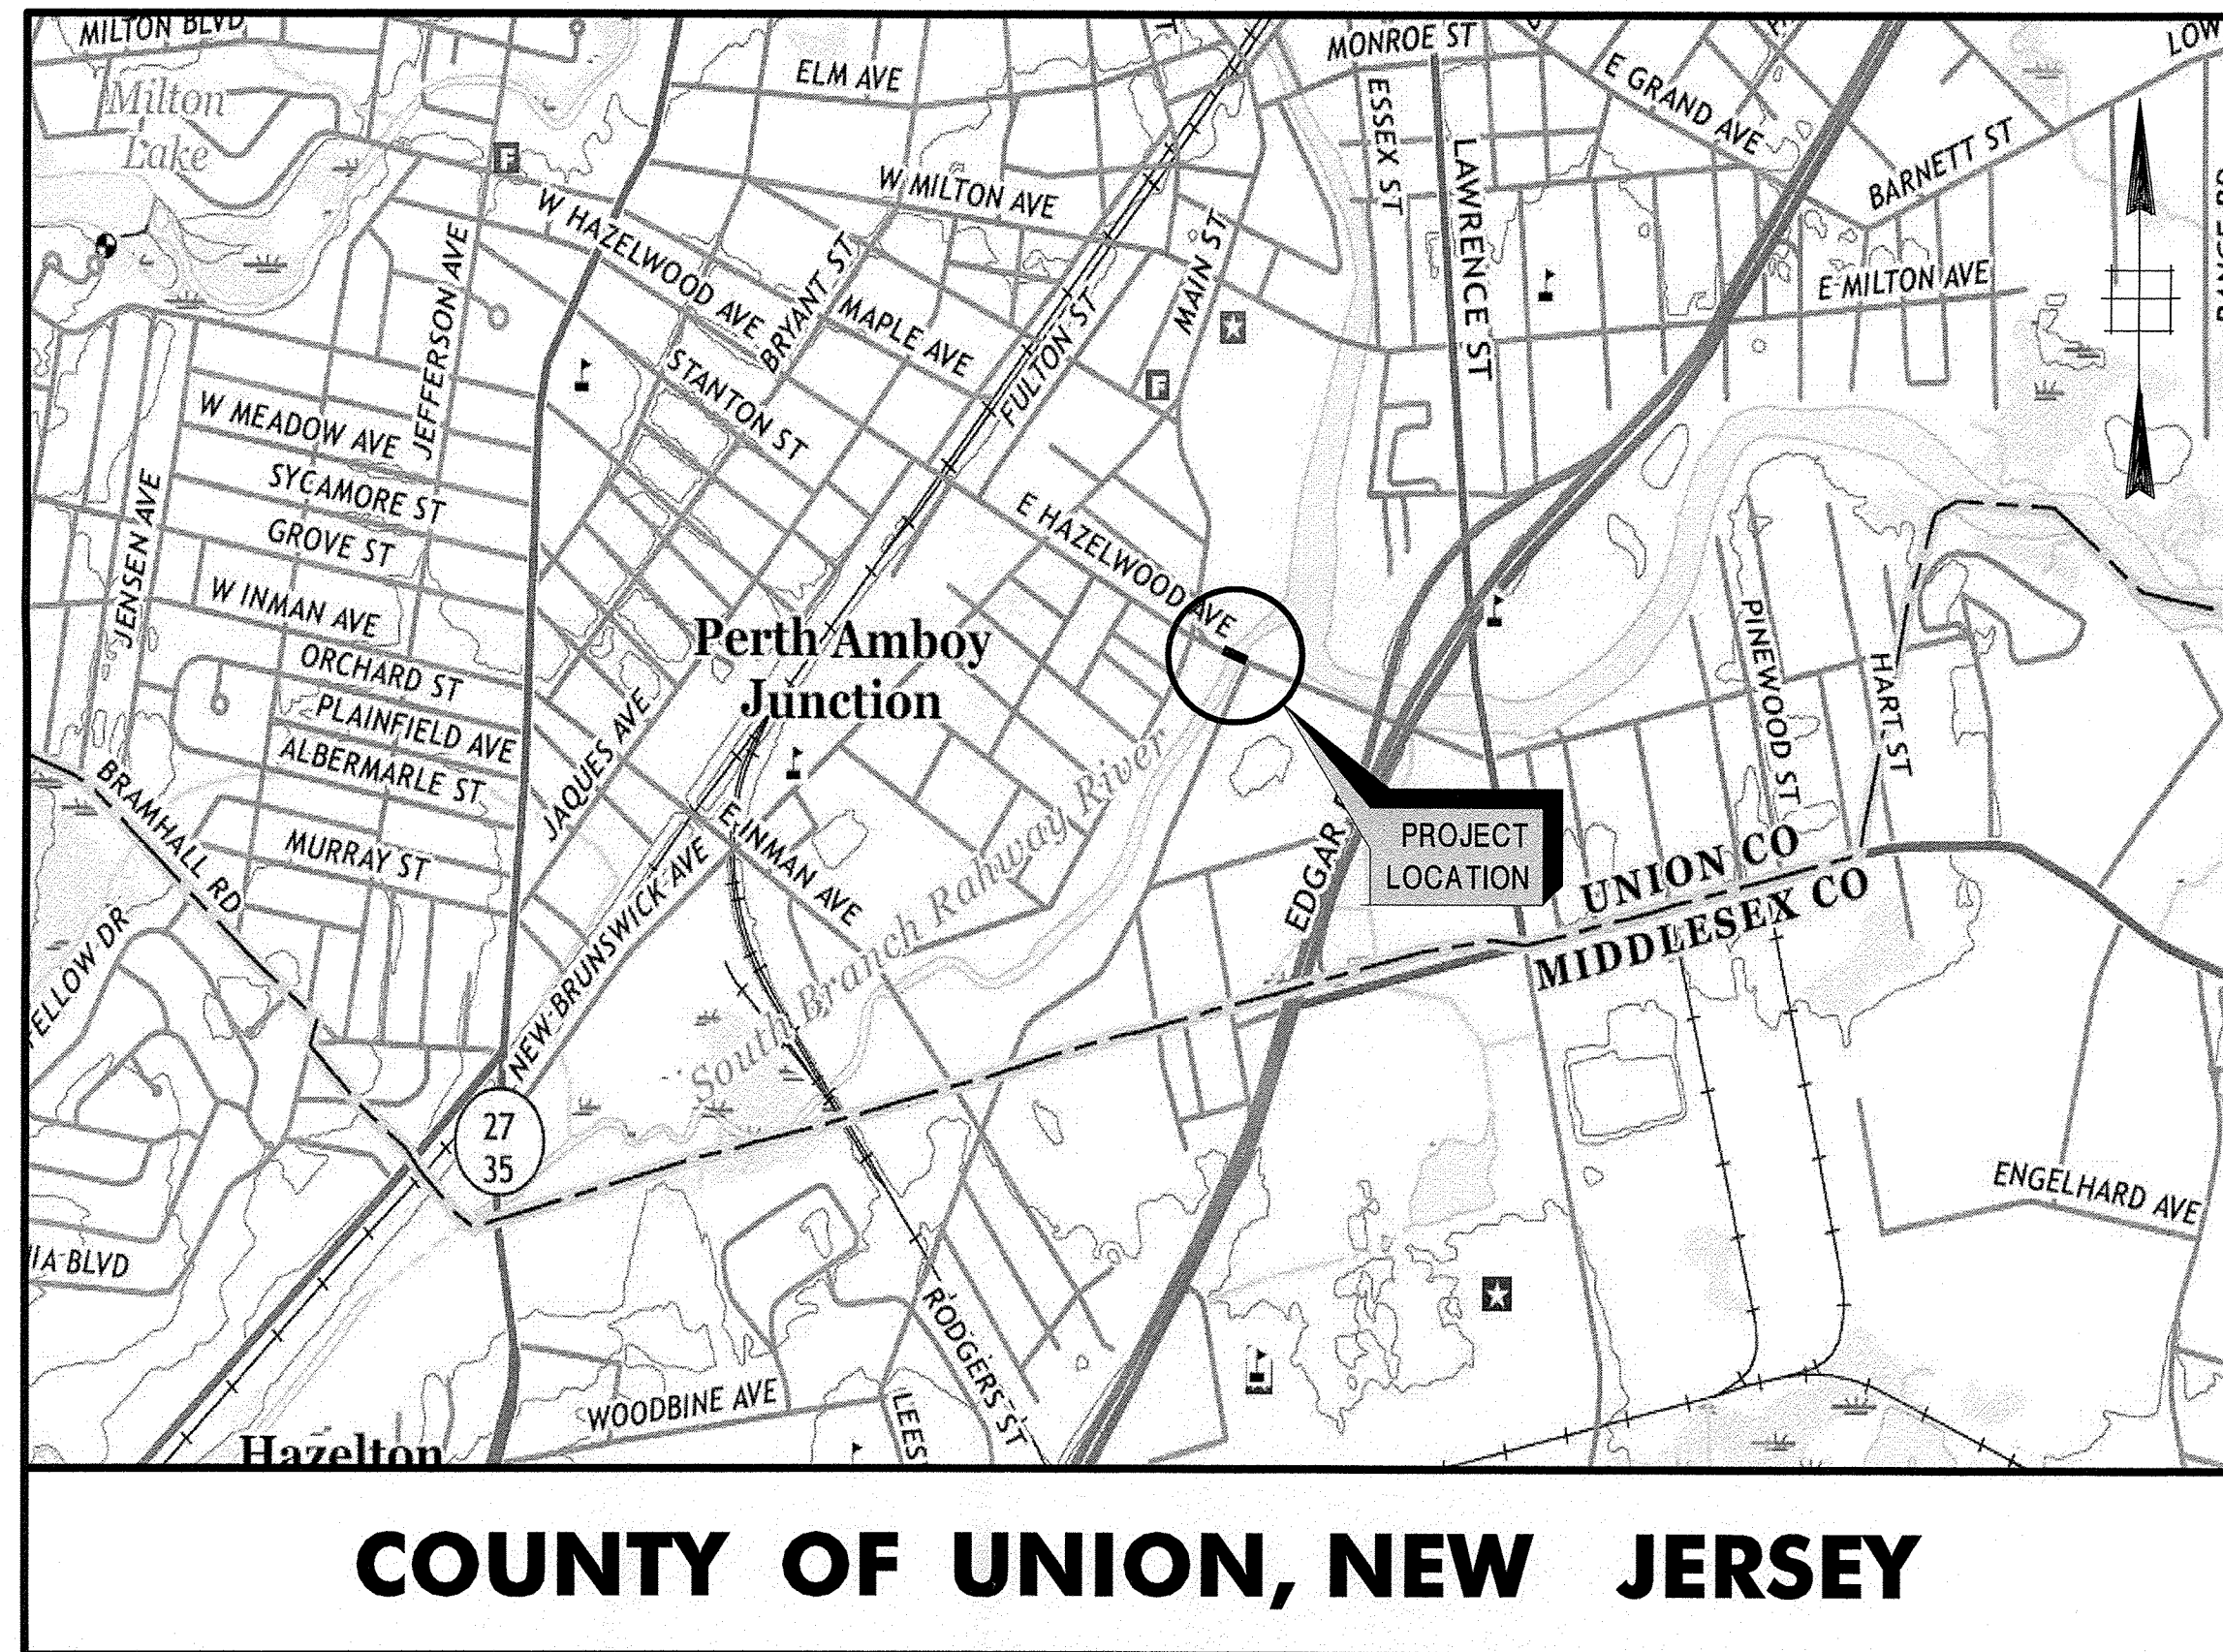 MILTON BLVD
Milton
Lake
ELM AVE
MONROE ST
E GRAND AVE
ESSEX ST
LAWRENCE ST
BARNETT ST
W MILTON AVE
W HAZELWOOD AVE
MAIN ST
E MILTON AVE
JEFFERSON AVE
BRYANT ST
MAPLE AVE
FULTON ST
STANTON ST
W MEADOW AVE
SYCAMORE ST
GROVE ST
JENSEN AVE
W INMAN AVE
ORCHARD ST
PLAINFIELD AVE
ALBERMARLE ST
MURRAY ST
E HAZELWOOD AVE
Perth Amboy
Junction
JAQUES AVE
PINEWOOD ST
HART ST
BRAMHALL RD
E INMAN AVE
South Branch Rahway River
EDGAR
PROJECT
LOCATION
UNION CO
MIDDLESEX CO
NEW BRUNSWICK AVE
27
35
ENGELHARD AVE
RODGERS ST
WOODBINE AVE
Hazelton
COUNTY OF UNION, NEW JERSEY